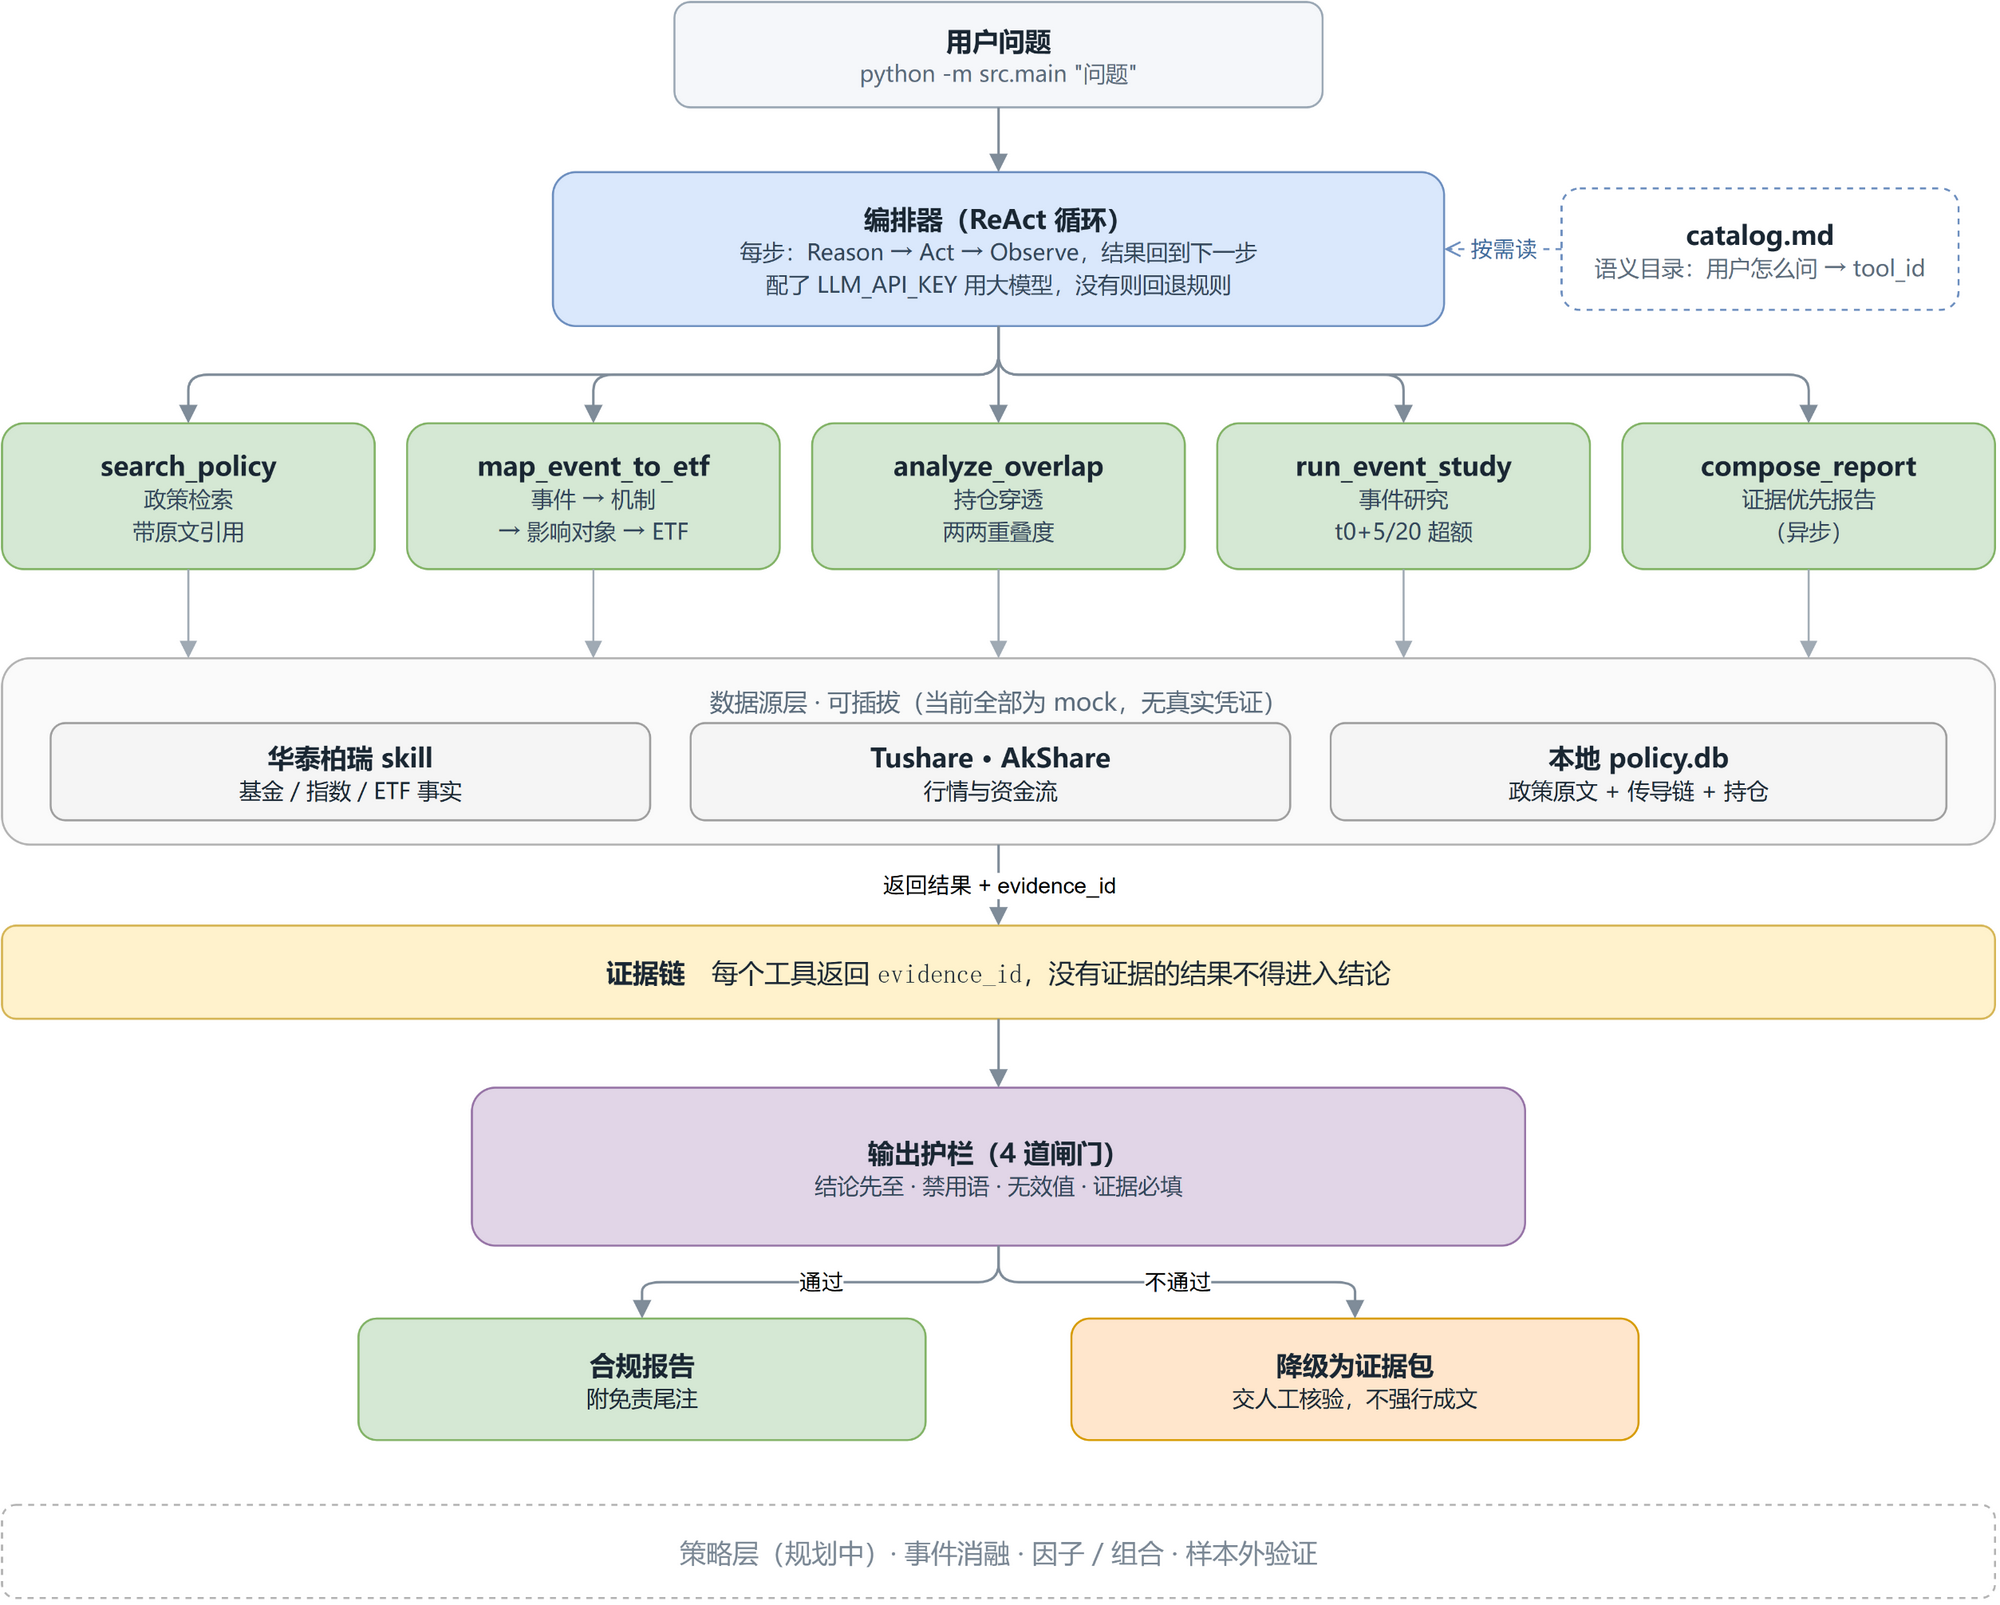 用户问题
python -m src.main "问题"
编排器（ReAct 循环）
每步：Reason → Act → Observe，结果回到下一步
配了 LLM_API_KEY 用大模型，没有则回退规则
按需读
catalog.md
语义目录：用户怎么问 → tool_id
search_policy
政策检索
带原文引用
map_event_to_etf
事件 → 机制
→ 影响对象 → ETF
analyze_overlap
持仓穿透
两两重叠度
run_event_study
事件研究
t0+5/20 超额
compose_report
证据优先报告
（异步）
数据源层 · 可插拔（当前全部为 mock，无真实凭证）
华泰柏瑞 skill
基金 / 指数 / ETF 事实
Tushare • AkShare
行情与资金流
本地 policy.db
政策原文 + 传导链 + 持仓
返回结果 + evidence_id
证据链 每个工具返回 evidence_id，没有证据的结果不得进入结论
输出护栏（4 道闸门）
结论先至 · 禁用语 · 无效值 · 证据必填
通过
不通过
合规报告
附免责尾注
降级为证据包
交人工核验，不强行成文
策略层（规划中）· 事件消融 · 因子 / 组合 · 样本外验证